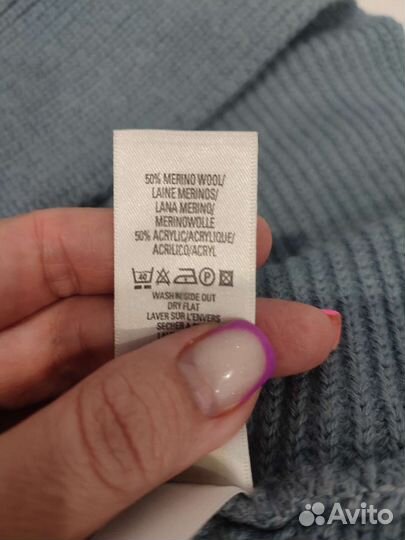 50% MERINO WOOL/
LAINE MERINOS/
LANA MERINO/
MERINOWOLLE
50% ACRYLIC/ACRYLIQUE/
ACRILICO/ACRYL
40 P
WASH INSIDE OUT
DRY FLAT
LAVER SUR L'ENVERS
SÉCHER À
Avito